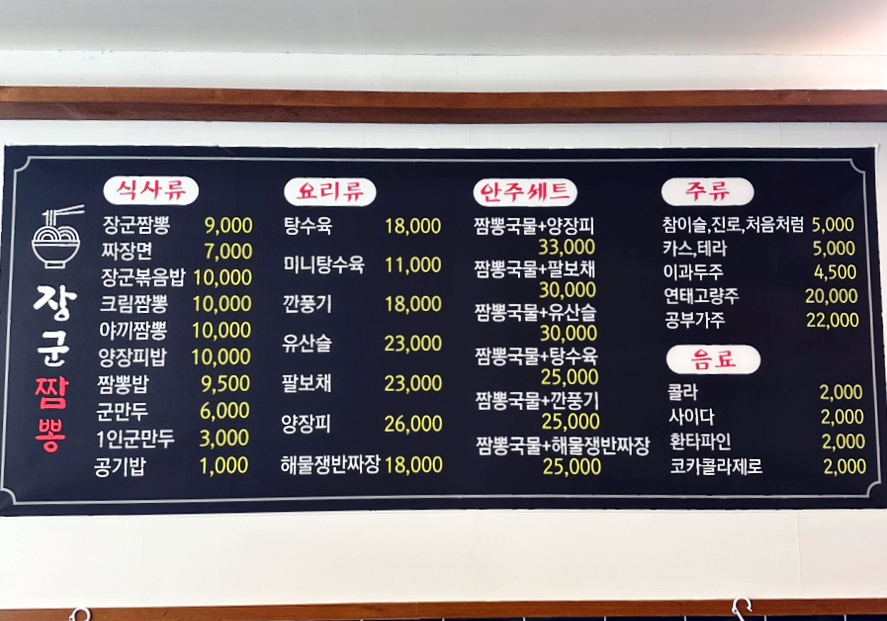 장군
짬뽕
식사류
장군짬뽕 9,000
짜장면 7,000
장군볶음밥 10,000
크림짬뽕 10,000
야끼짬뽕 10,000
양장피밥 10,000
짬뽕밥 9,500
군만두 6,000
1인군만두 3,000
공기밥 1,000
요리류
탕수육 18,000
미니탕수육 11,000
깐풍기 18,000
유산슬 23,000
팔보채 23,000
양장피 26,000
해물쟁반짜장 18,000
안주세트
짬뽕국물+양장피
33,000
짬뽕국물+팔보채
30,000
짬뽕국물+유산슬
30,000
짬뽕국물+탕수육
25,000
짬뽕국물+깐풍기
25,000
짬뽕국물+해물쟁반짜장
25,000
주류
참이슬,진로,처음처럼 5,000
카스,테라 5,000
이과두주 4,500
연태고량주 20,000
공부가주 22,000
음료
콜라 2,000
사이다 2,000
환타파인 2,000
코카콜라제로 2,000